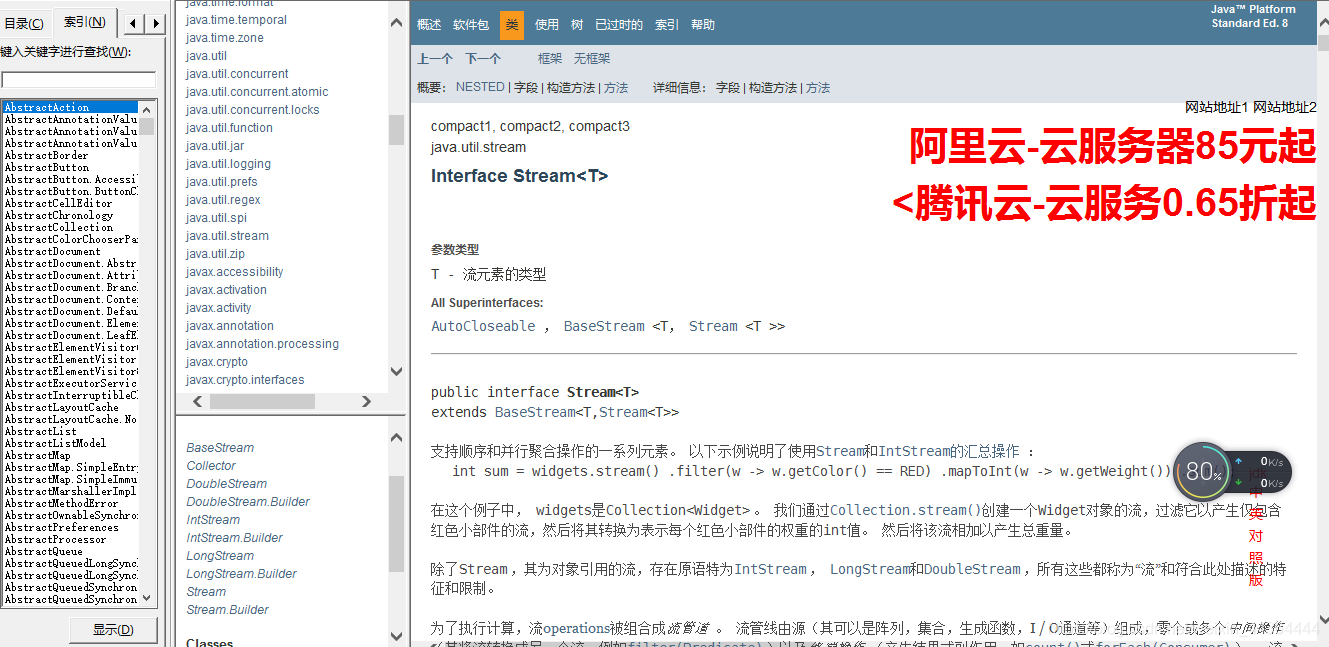 目录(C)
索引(N)
键入关键字进行查找(W):
AbstractAction
AbstractAnnotationValu
AbstractAnnotationValu
AbstractAnnotationValu
AbstractBorder
AbstractButton
AbstractButton.Accessi
AbstractButton.ButtonC
AbstractCellEditor
AbstractChronology
AbstractCollection
AbstractColorChooserPa
AbstractDocument
AbstractDocument.Abstr
AbstractDocument.Attri
AbstractDocument.Branc
AbstractDocument.Conte
AbstractDocument.Defau
AbstractDocument.Eleme
AbstractDocument.LeafE
AbstractElementVisitor
AbstractElementVisitor
AbstractElementVisitor
AbstractExecutorServic
AbstractInterruptibleC
AbstractLayoutCache
AbstractLayoutCache.No
AbstractList
AbstractListModel
AbstractMap
AbstractMap.SimpleEntr
AbstractMap.SimpleImmu
AbstractMarshallerImpl
AbstractMethodError
AbstractOwnableSynchro
AbstractPreferences
AbstractProcessor
AbstractQueue
AbstractQueuedLongSync
AbstractQueuedLongSync
AbstractQueuedSynchron
AbstractQueuedSynchron
显示(D)
java.time.format
java.time.temporal
java.time.zone
java.util
java.util.concurrent
java.util.concurrent.atomic
java.util.concurrent.locks
java.util.function
java.util.jar
java.util.logging
java.util.prefs
java.util.regex
java.util.spi
java.util.stream
java.util.zip
javax.accessibility
javax.activation
javax.activity
javax.annotation
javax.annotation.processing
javax.crypto
javax.crypto.interfaces
BaseStream
Collector
DoubleStream
DoubleStream.Builder
IntStream
IntStream.Builder
LongStream
LongStream.Builder
Stream
Stream.Builder
Classes
概述 软件包 类 使用 树 已过时的 索引 帮助
Java™ Platform
Standard Ed. 8
上一个 下一个 框架 无框架
概要： NESTED | 字段 | 构造方法 | 方法 详细信息： 字段 | 构造方法 | 方法
网站地址1 网站地址2
阿里云-云服务器85元起
<腾讯云-云服务0.65折起
compact1, compact2, compact3
java.util.stream
Interface Stream<T>
参数类型
T - 流元素的类型
All Superinterfaces:
AutoCloseable ， BaseStream <T， Stream <T >>
public interface Stream<T>
extends BaseStream<T,Stream<T>>
支持顺序和并行聚合操作的一系列元素。 以下示例说明了使用Stream和IntStream的汇总操作 ：
int sum = widgets.stream() .filter(w -> w.getColor() == RED) .mapToInt(w -> w.getWeight())
80%
0K/s
0K/s
在这个例子中， widgets是Collection<Widget> 。 我们通过Collection.stream()创建一个Widget对象的流，过滤它以产生仅包含
红色小部件的流，然后将其转换为表示每个红色小部件的权重的int值。 然后将该流相加以产生总重量。
中
英
对
照
版
除了Stream ，其为对象引用的流，存在原语特为IntStream ， LongStream和DoubleStream ，所有这些都称为“流”和符合此处描述的特
征和限制。
为了执行计算，流operations被组合成流管道 。 流管线由源（其可以是阵列，集合，生成函数，I / O通道等）组成，零个或多个中间操作